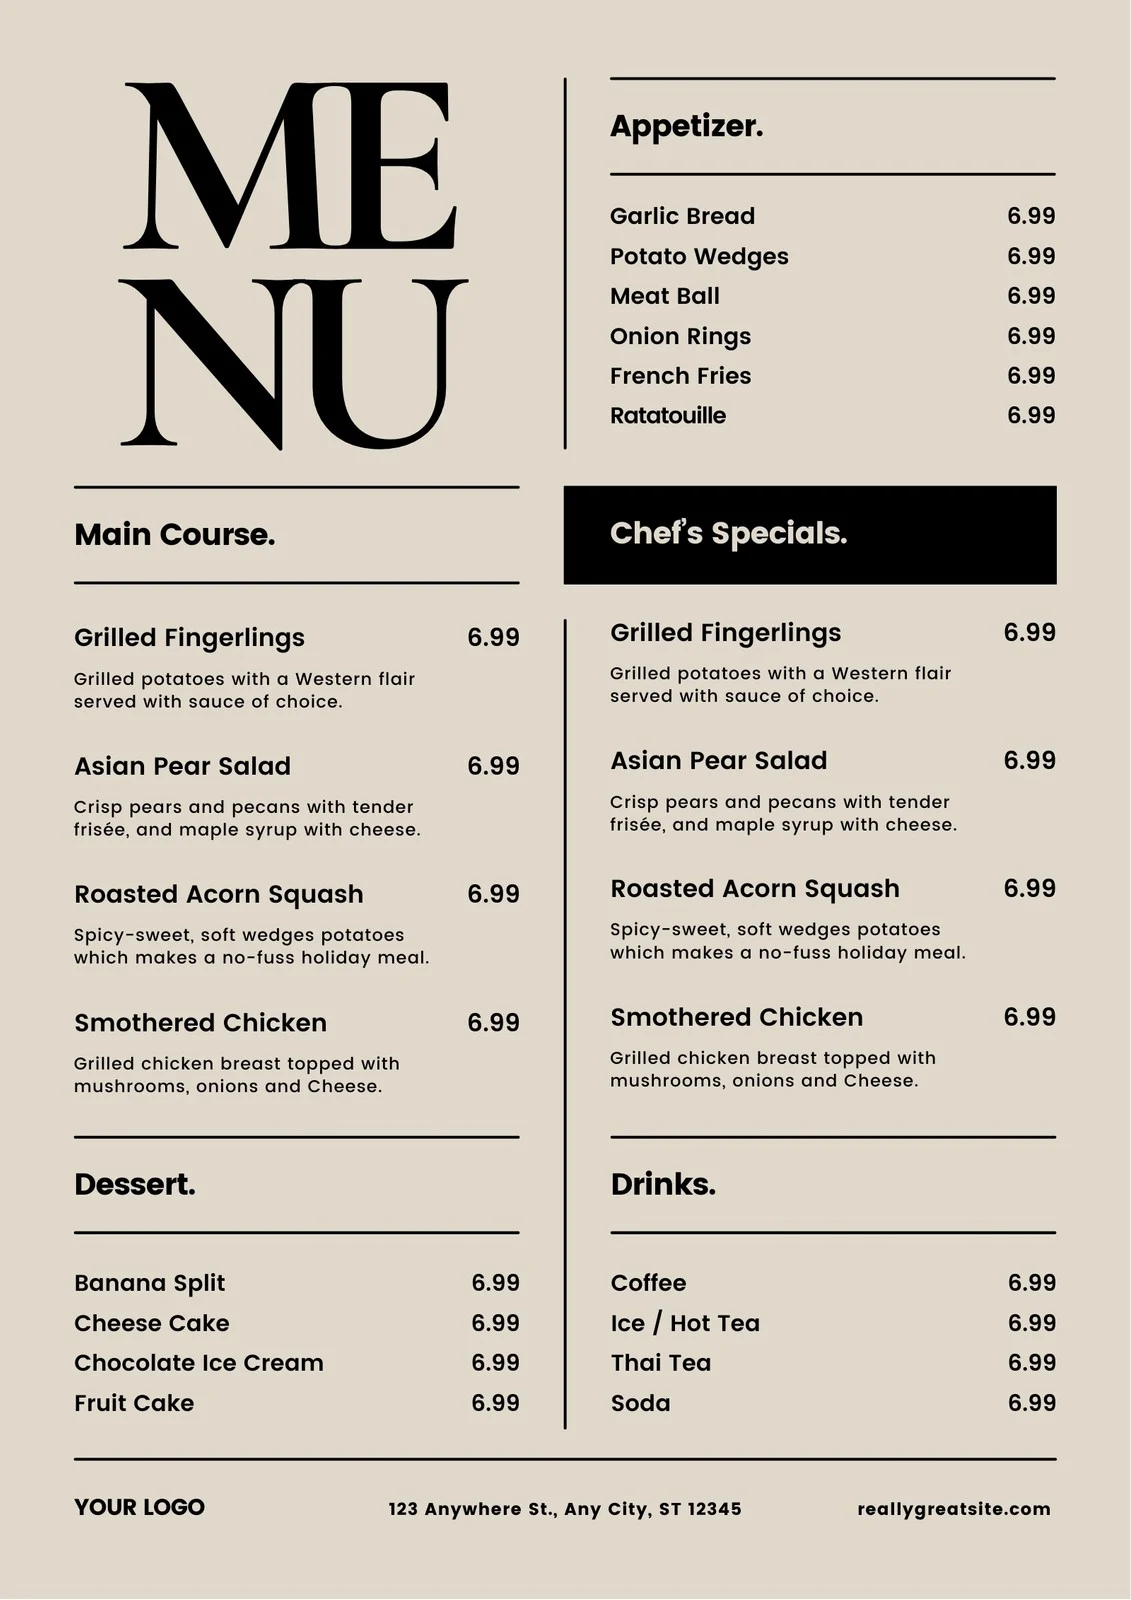 ME
NU
Appetizer.
Garlic Bread 6.99
Potato Wedges 6.99
Meat Ball 6.99
Onion Rings 6.99
French Fries 6.99
Ratatouille 6.99
Main Course.
Grilled Fingerlings 6.99
Grilled potatoes with a Western flair
served with sauce of choice.
Asian Pear Salad 6.99
Crisp pears and pecans with tender
frisée, and maple syrup with cheese.
Roasted Acorn Squash 6.99
Spicy-sweet, soft wedges potatoes
which makes a no-fuss holiday meal.
Smothered Chicken 6.99
Grilled chicken breast topped with
mushrooms, onions and Cheese.
Chef's Specials.
Grilled Fingerlings 6.99
Grilled potatoes with a Western flair
served with sauce of choice.
Asian Pear Salad 6.99
Crisp pears and pecans with tender
frisée, and maple syrup with cheese.
Roasted Acorn Squash 6.99
Spicy-sweet, soft wedges potatoes
which makes a no-fuss holiday meal.
Smothered Chicken 6.99
Grilled chicken breast topped with
mushrooms, onions and Cheese.
Dessert.
Banana Split 6.99
Cheese Cake 6.99
Chocolate Ice Cream 6.99
Fruit Cake 6.99
Drinks.
Coffee 6.99
Ice / Hot Tea 6.99
Thai Tea 6.99
Soda 6.99
YOUR LOGO
123 Anywhere St., Any City, ST 12345
reallygreatsite.com